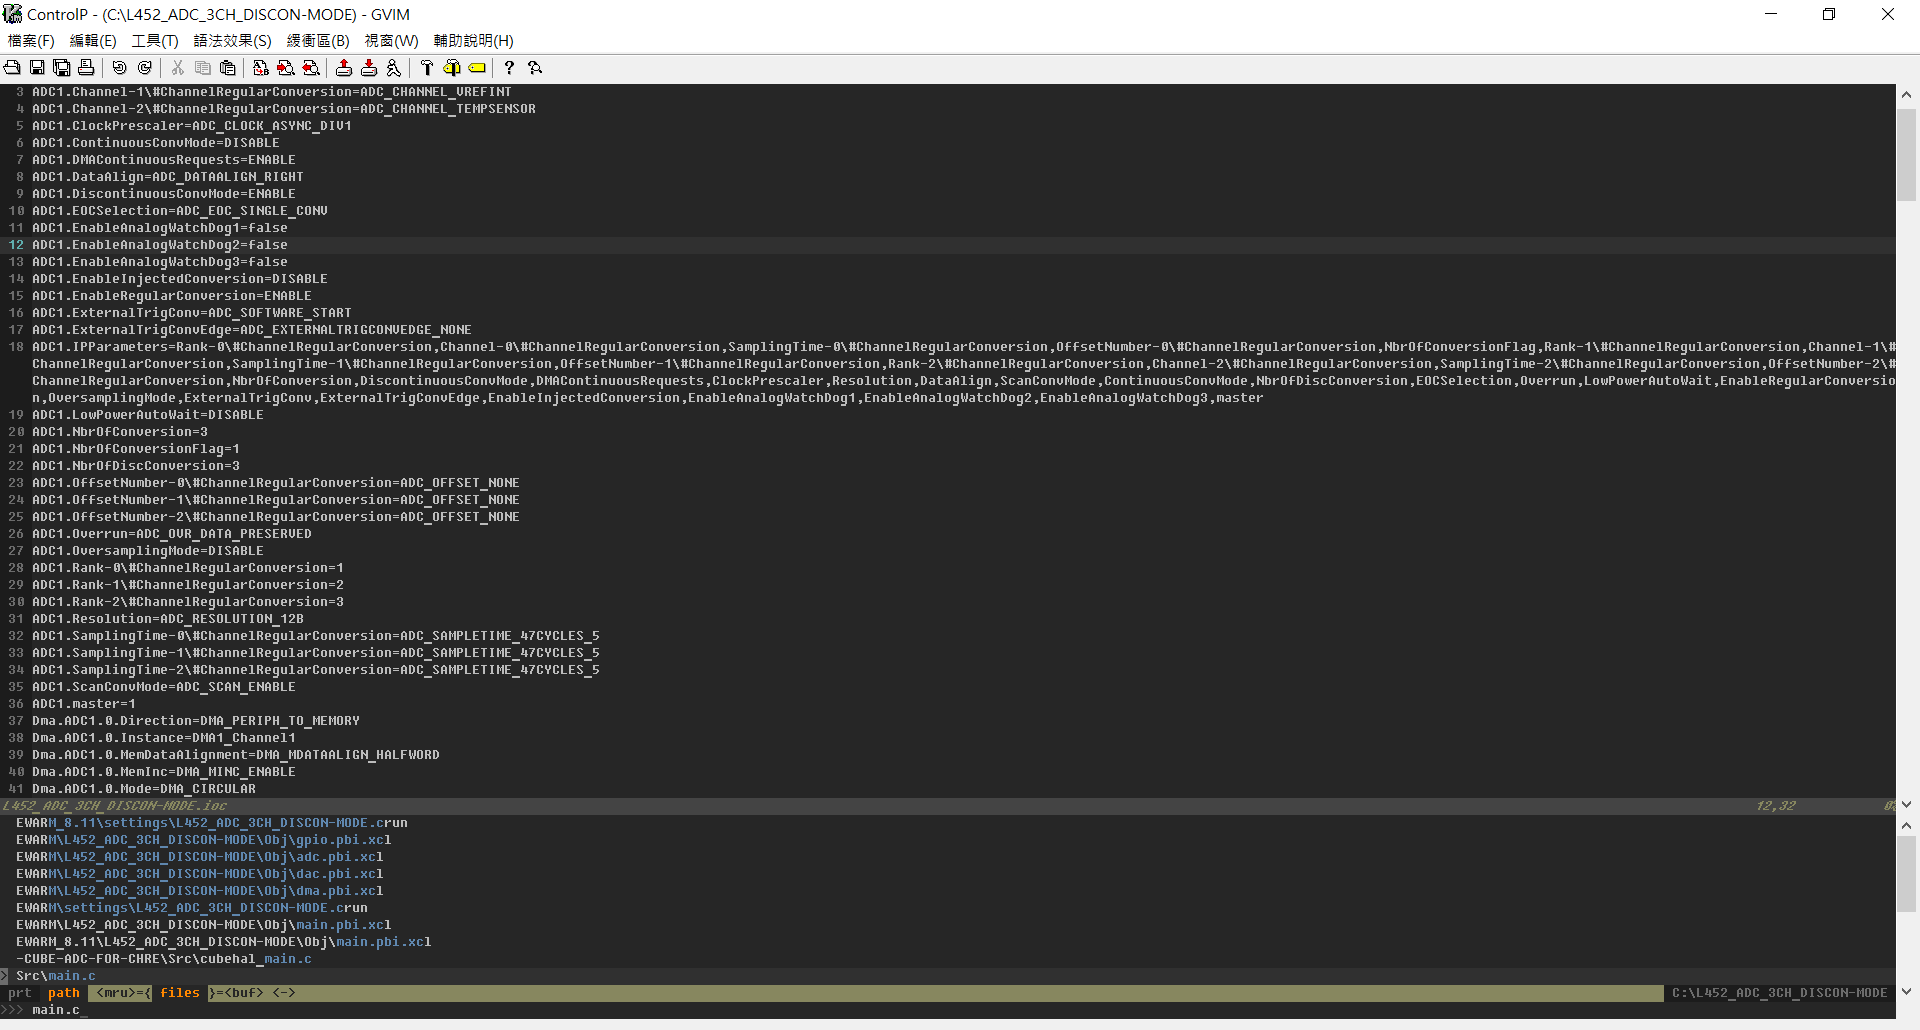 ControlP - (C:\L452_ADC_3CH_DISCON-MODE) - GVIM
檔案(F) 編輯(E) 工具(T) 語法效果(S) 緩衝區(B) 視窗(W) 輔助說明(H)
3 ADC1.Channel-1\#ChannelRegularConversion=ADC_CHANNEL_VREFINT
4 ADC1.Channel-2\#ChannelRegularConversion=ADC_CHANNEL_TEMPSENSOR
5 ADC1.ClockPrescaler=ADC_CLOCK_ASYNC_DIV1
6 ADC1.ContinuousConvMode=DISABLE
7 ADC1.DMAContinuousRequests=ENABLE
8 ADC1.DataAlign=ADC_DATAALIGN_RIGHT
9 ADC1.DiscontinuousConvMode=ENABLE
10 ADC1.EOCSelection=ADC_EOC_SINGLE_CONV
11 ADC1.EnableAnalogWatchDog1=false
12 ADC1.EnableAnalogWatchDog2=false
13 ADC1.EnableAnalogWatchDog3=false
14 ADC1.EnableInjectedConversion=DISABLE
15 ADC1.EnableRegularConversion=ENABLE
16 ADC1.ExternalTrigConv=ADC_SOFTWARE_START
17 ADC1.ExternalTrigConvEdge=ADC_EXTERNALTRIGCONVEDGE_NONE
18 ADC1.IPParameters=Rank-0\#ChannelRegularConversion,Channel-0\#ChannelRegularConversion,SamplingTime-0\#ChannelRegularConversion,OffsetNumber-0\#ChannelRegularConversion,NbrOfConversionFlag,Rank-1\#ChannelRegularConversion,Channel-1\#
ChannelRegularConversion,SamplingTime-1\#ChannelRegularConversion,OffsetNumber-1\#ChannelRegularConversion,Rank-2\#ChannelRegularConversion,Channel-2\#ChannelRegularConversion,SamplingTime-2\#ChannelRegularConversion,OffsetNumber-2\#
ChannelRegularConversion,NbrOfConversion,DiscontinuousConvMode,DMAContinuousRequests,ClockPrescaler,Resolution,DataAlign,ScanConvMode,ContinuousConvMode,NbrOfDiscConversion,EOCSelection,Overrun,LowPowerAutoWait,EnableRegularConversio
n,OversamplingMode,ExternalTrigConv,ExternalTrigConvEdge,EnableInjectedConversion,EnableAnalogWatchDog1,EnableAnalogWatchDog2,EnableAnalogWatchDog3,master
19 ADC1.LowPowerAutoWait=DISABLE
20 ADC1.NbrOfConversion=3
21 ADC1.NbrOfConversionFlag=1
22 ADC1.NbrOfDiscConversion=3
23 ADC1.OffsetNumber-0\#ChannelRegularConversion=ADC_OFFSET_NONE
24 ADC1.OffsetNumber-1\#ChannelRegularConversion=ADC_OFFSET_NONE
25 ADC1.OffsetNumber-2\#ChannelRegularConversion=ADC_OFFSET_NONE
26 ADC1.Overrun=ADC_OVR_DATA_PRESERVED
27 ADC1.OversamplingMode=DISABLE
28 ADC1.Rank-0\#ChannelRegularConversion=1
29 ADC1.Rank-1\#ChannelRegularConversion=2
30 ADC1.Rank-2\#ChannelRegularConversion=3
31 ADC1.Resolution=ADC_RESOLUTION_12B
32 ADC1.SamplingTime-0\#ChannelRegularConversion=ADC_SAMPLETIME_47CYCLES_5
33 ADC1.SamplingTime-1\#ChannelRegularConversion=ADC_SAMPLETIME_47CYCLES_5
34 ADC1.SamplingTime-2\#ChannelRegularConversion=ADC_SAMPLETIME_47CYCLES_5
35 ADC1.ScanConvMode=ADC_SCAN_ENABLE
36 ADC1.master=1
37 Dma.ADC1.0.Direction=DMA_PERIPH_TO_MEMORY
38 Dma.ADC1.0.Instance=DMA1_Channel1
39 Dma.ADC1.0.MemDataAlignment=DMA_MDATAALIGN_HALFWORD
40 Dma.ADC1.0.MemInc=DMA_MINC_ENABLE
41 Dma.ADC1.0.Mode=DMA_CIRCULAR
L452_ADC_3CH_DISCON-MODE.ioc 12,32
EWARM_8.11\settings\L452_ADC_3CH_DISCON-MODE.crun
EWARM\L452_ADC_3CH_DISCON-MODE\Obj\gpio.pbi.xcl
EWARM\L452_ADC_3CH_DISCON-MODE\Obj\adc.pbi.xcl
EWARM\L452_ADC_3CH_DISCON-MODE\Obj\dac.pbi.xcl
EWARM\L452_ADC_3CH_DISCON-MODE\Obj\dma.pbi.xcl
EWARM\settings\L452_ADC_3CH_DISCON-MODE.crun
EWARM\L452_ADC_3CH_DISCON-MODE\Obj\main.pbi.xcl
EWARM_8.11\L452_ADC_3CH_DISCON-MODE\Obj\main.pbi.xcl
-CUBE-ADC-FOR-CHRE\Src\cubehal_main.c
> Src\main.c
prt path <mru>={ files }=<buf> <-> C:\L452_ADC_3CH_DISCON-MODE
>>> main.c_